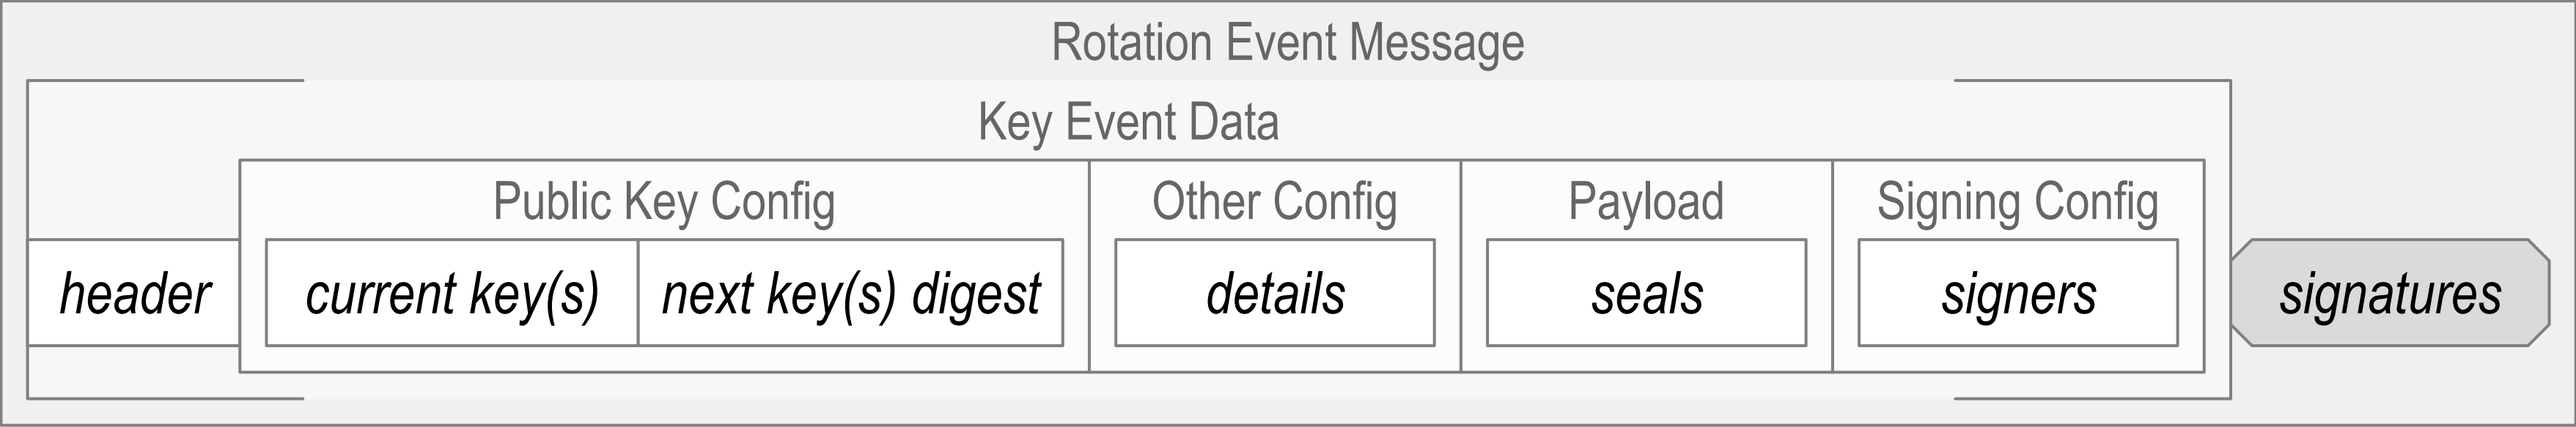 Rotation Event Message
Key Event Data
Public Key Config
Other Config
Payload
Signing Config
header
current key(s)
next key(s) digest
details
seals
signers
signatures